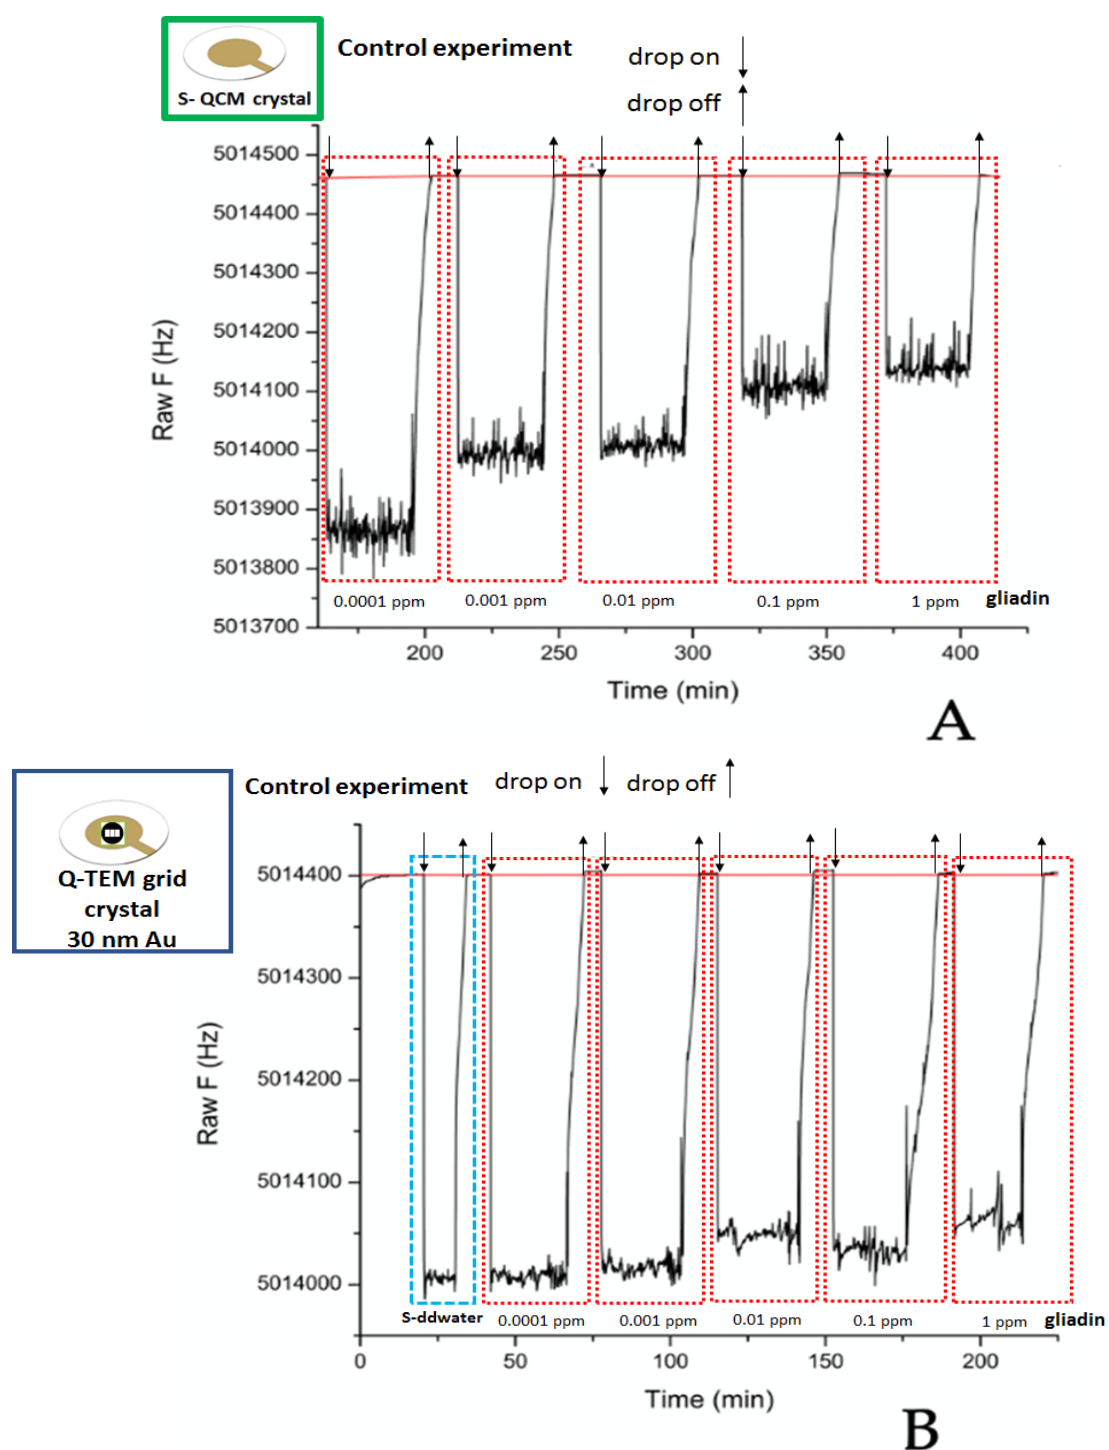 Control experiment
drop on
drop off
S- QCM crystal
5014500
5014400
5014300
5014200
5014100
5014000
5013900
5013800
5013700
Raw F (Hz)
0.0001 ppm
0.001 ppm
0.01 ppm
0.1 ppm
1 ppm
gliadin
200
250
300
350
400
Time (min)
A
Control experiment
drop on
drop off
Q-TEM grid
crystal
30 nm Au
5014400
5014300
5014200
5014100
5014000
Raw F (Hz)
S-ddwater
0.0001 ppm
0.001 ppm
0.01 ppm
0.1 ppm
1 ppm
gliadin
0
50
100
150
200
Time (min)
B